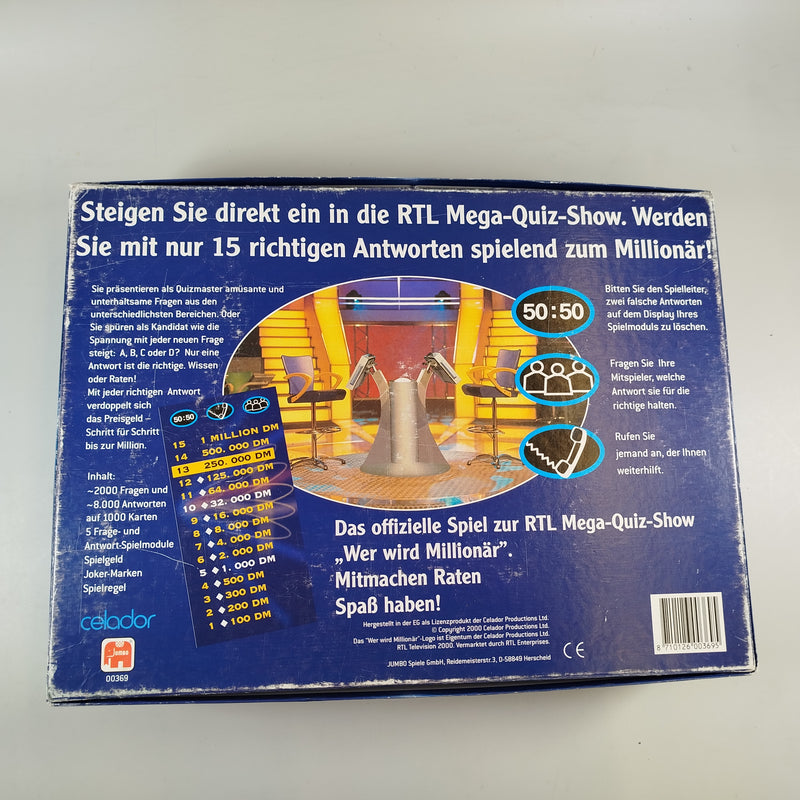 Steigen Sie direkt ein in die RTL Mega-Quiz-Show. Werden
Sie mit nur 15 richtigen Antworten spielend zum Millionär!
Sie präsentieren als Quizmaster amüsante und
unterhaltsame Fragen aus den
unterschiedlichsten Bereichen. Oder
Sie spüren als Kandidat wie die
Spannung mit jeder neuen Frage
steigt: A, B, C oder D? Nur eine
Antwort ist die richtige. Wissen
oder Raten!
Mit jeder richtigen Antwort
verdoppelt sich
das Preisgeld –
Schritt für Schritt
bis zur Million.
Inhalt:
~2000 Fragen und
~8.000 Antworten
auf 1000 Karten
5 Frage- und
Antwort-Spielmodule
Spielgeld
Joker-Marken
Spielregel
50:50
15 1 MILLION DM
14 500.000 DM
13 250.000 DM
12 ◆ 125.000 DM
11 ◆ 64.000 DM
10 ◆ 32.000 DM
9 ◆ 16.000 DM
8 ◆ 8.000 DM
7 ◆ 4.000 DM
6 ◆ 2.000 DM
5 ◆ 1.000 DM
4 ◆ 500 DM
3 ◆ 300 DM
2 ◆ 200 DM
1 ◆ 100 DM
50:50
Bitten Sie den Spielleiter,
zwei falsche Antworten
auf dem Display Ihres
Spielmoduls zu löschen.
Fragen Sie Ihre
Mitspieler, welche
Antwort sie für die
richtige halten.
Rufen Sie
jemand an, der Ihnen
weiterhilft.
Das offizielle Spiel zur RTL Mega-Quiz-Show
„Wer wird Millionär".
Mitmachen Raten
Spaß haben!
celador
Jumbo
00369
Hergestellt in der EG als Lizenzprodukt der Celador Productions Ltd.
© Copyright 2000 Celador Productions Ltd.
Das "Wer wird Millionär"-Logo ist Eigentum der Celador Productions Ltd.
RTL Television 2000. Vermarktet durch RTL Enterprises.
JUMBO Spiele GmbH, Reidemeisterstr.3, D-58849 Herscheid
CE
8 710126 003695